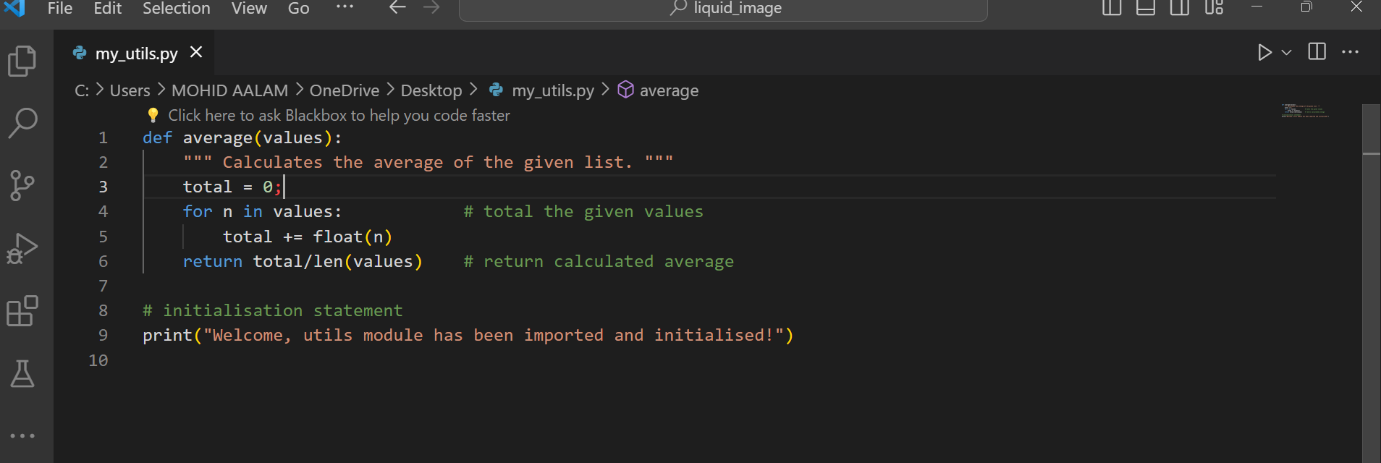 File Edit Selection View Go ··· liquid_image
my_utils.py
C: > Users > MOHID AALAM > OneDrive > Desktop > my_utils.py > average
Click here to ask Blackbox to help you code faster
1 def average(values):
2     """ Calculates the average of the given list. """
3     total = 0;
4     for n in values:            # total the given values
5         total += float(n)
6     return total/len(values)    # return calculated average
7
8 # initialisation statement
9 print("Welcome, utils module has been imported and initialised!")
10